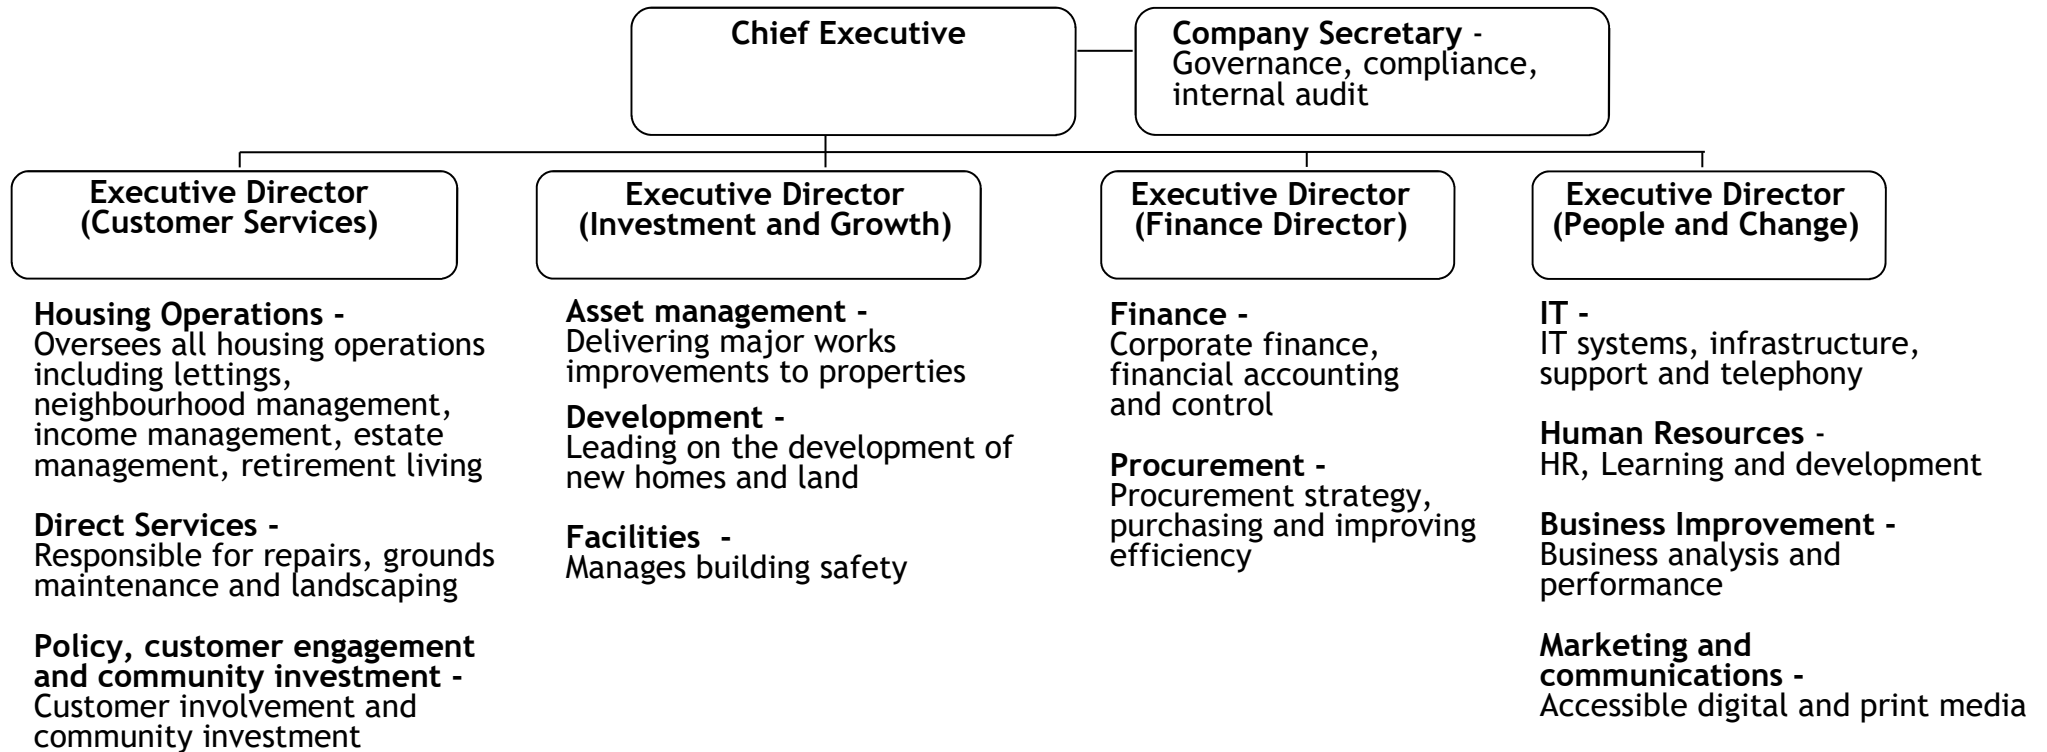 Chief Executive
Company Secretary -
Governance, compliance,
internal audit
Executive Director
(Customer Services)
Executive Director
(Investment and Growth)
Executive Director
(Finance Director)
Executive Director
(People and Change)
Housing Operations -
Oversees all housing operations
including lettings,
neighbourhood management,
income management, estate
management, retirement living
Direct Services -
Responsible for repairs, grounds
maintenance and landscaping
Policy, customer engagement
and community investment -
Customer involvement and
community investment
Asset management -
Delivering major works
improvements to properties
Development -
Leading on the development of
new homes and land
Facilities  -
Manages building safety
Finance -
Corporate finance,
financial accounting
and control
Procurement -
Procurement strategy,
purchasing and improving
efficiency
IT -
IT systems, infrastructure,
support and telephony
Human Resources -
HR, Learning and development
Business Improvement -
Business analysis and
performance
Marketing and
communications -
Accessible digital and print media